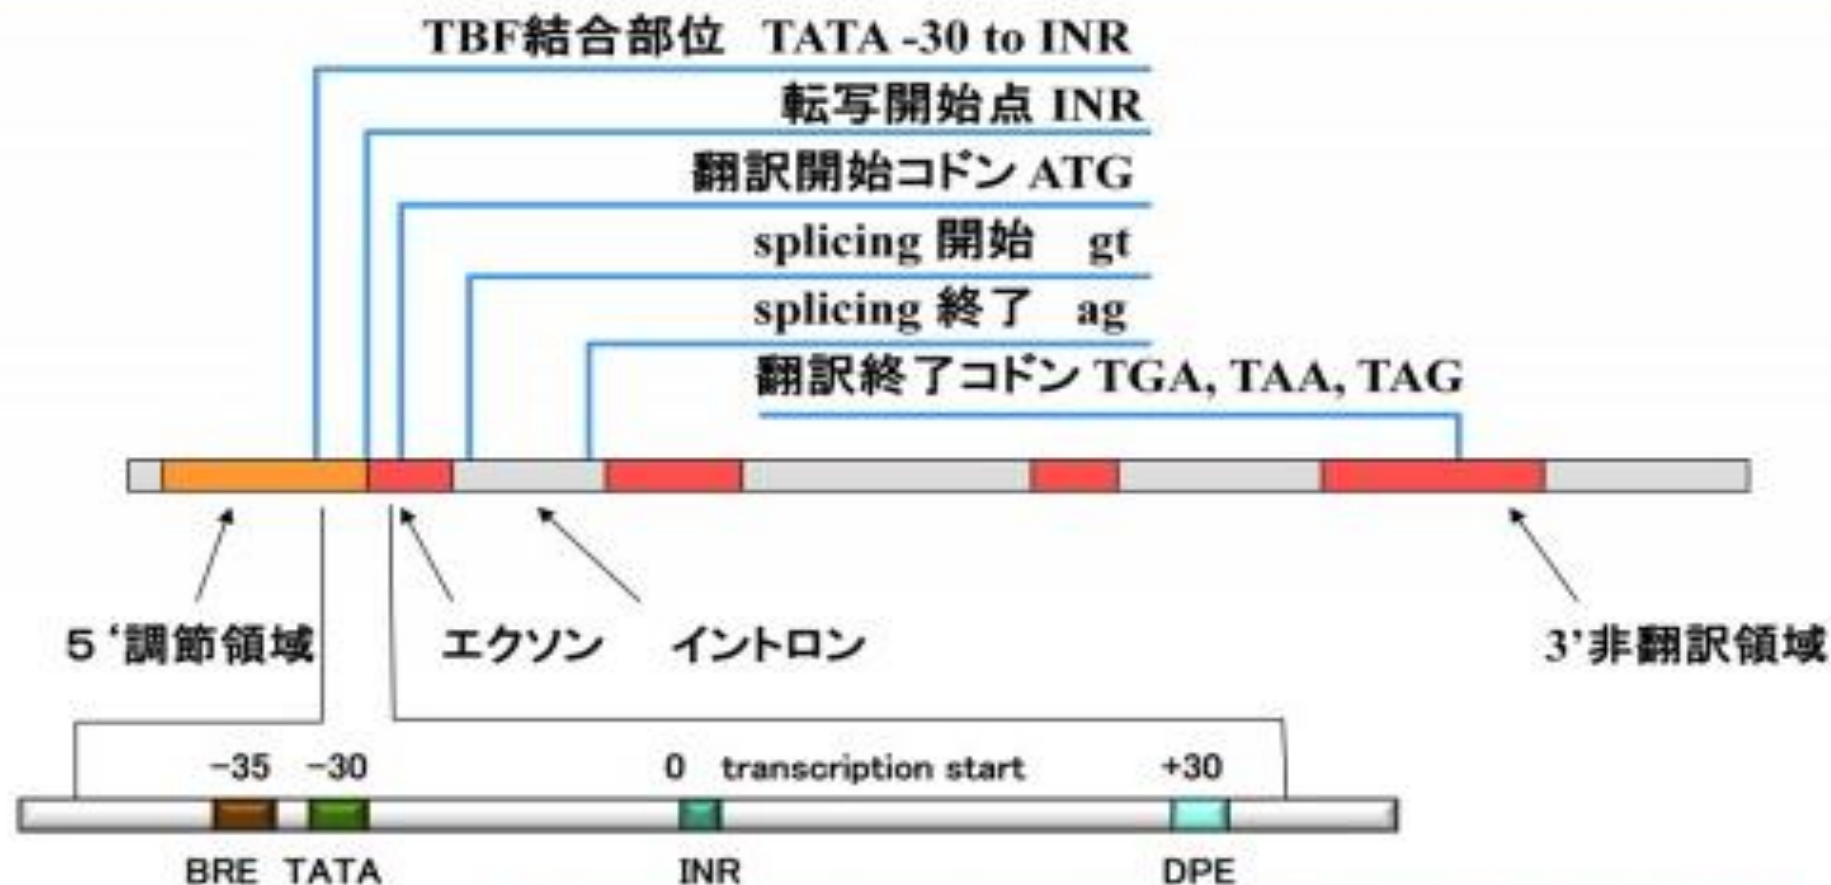 TBF結合部位 TATA -30 to INR
転写開始点 INR
翻訳開始コドン ATG
splicing 開始 gt
splicing 終了 ag
翻訳終了コドン TGA, TAA, TAG
5‘調節領域 エクソン イントロン 3’非翻訳領域
-35 -30 0 transcription start +30
BRE TATA INR DPE